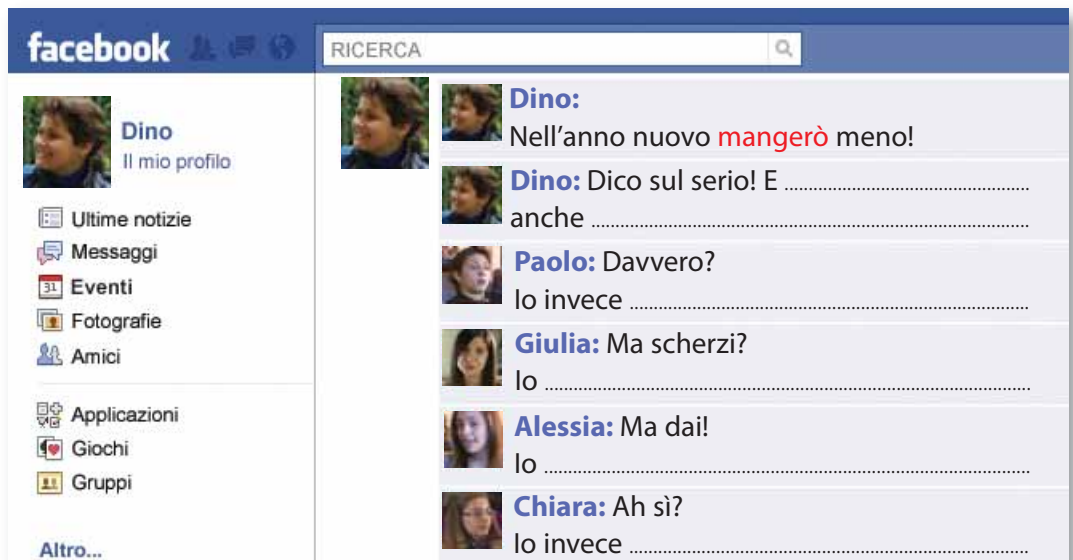 facebook
RICERCA
Dino
Il mio profilo
Ultime notizie
Messaggi
31 Eventi
Fotografie
Amici
Applicazioni
Giochi
Gruppi
Altro...
Dino:
Nell'anno nuovo mangerò meno!
Dino: Dico sul serio! E ................................................
anche ................................................
Paolo: Davvero?
Io invece ................................................
Giulia: Ma scherzi?
Io ................................................
Alessia: Ma dai!
Io ................................................
Chiara: Ah sì?
Io invece ................................................